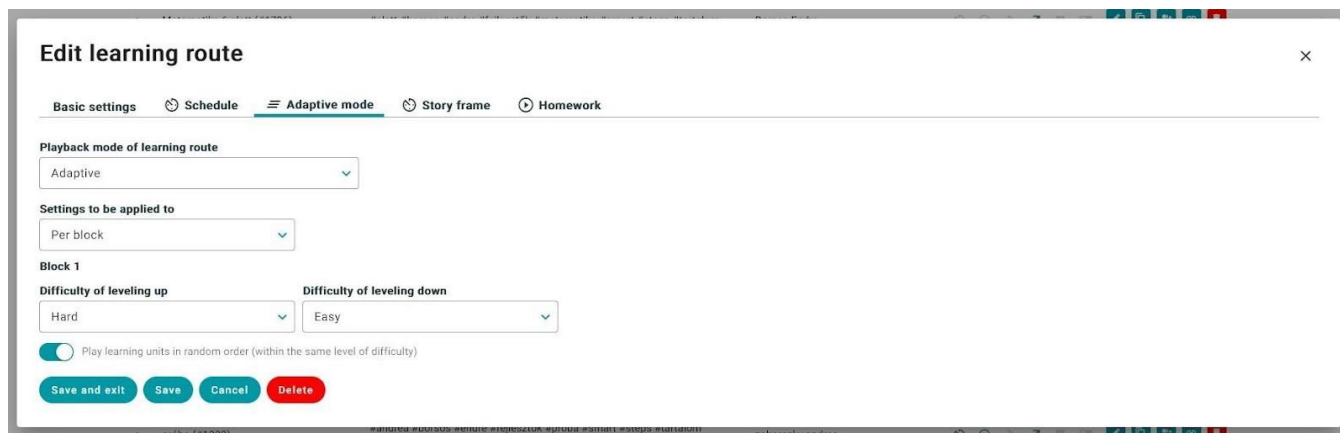 Edit learning route
Basic settings Schedule Adaptive mode Story frame Homework
Playback mode of learning route
Adaptive
Settings to be applied to
Per block
Block 1
Difficulty of leveling up Difficulty of leveling down
Hard Easy
Play learning units in random order (within the same level of difficulty)
Save and exit Save Cancel Delete